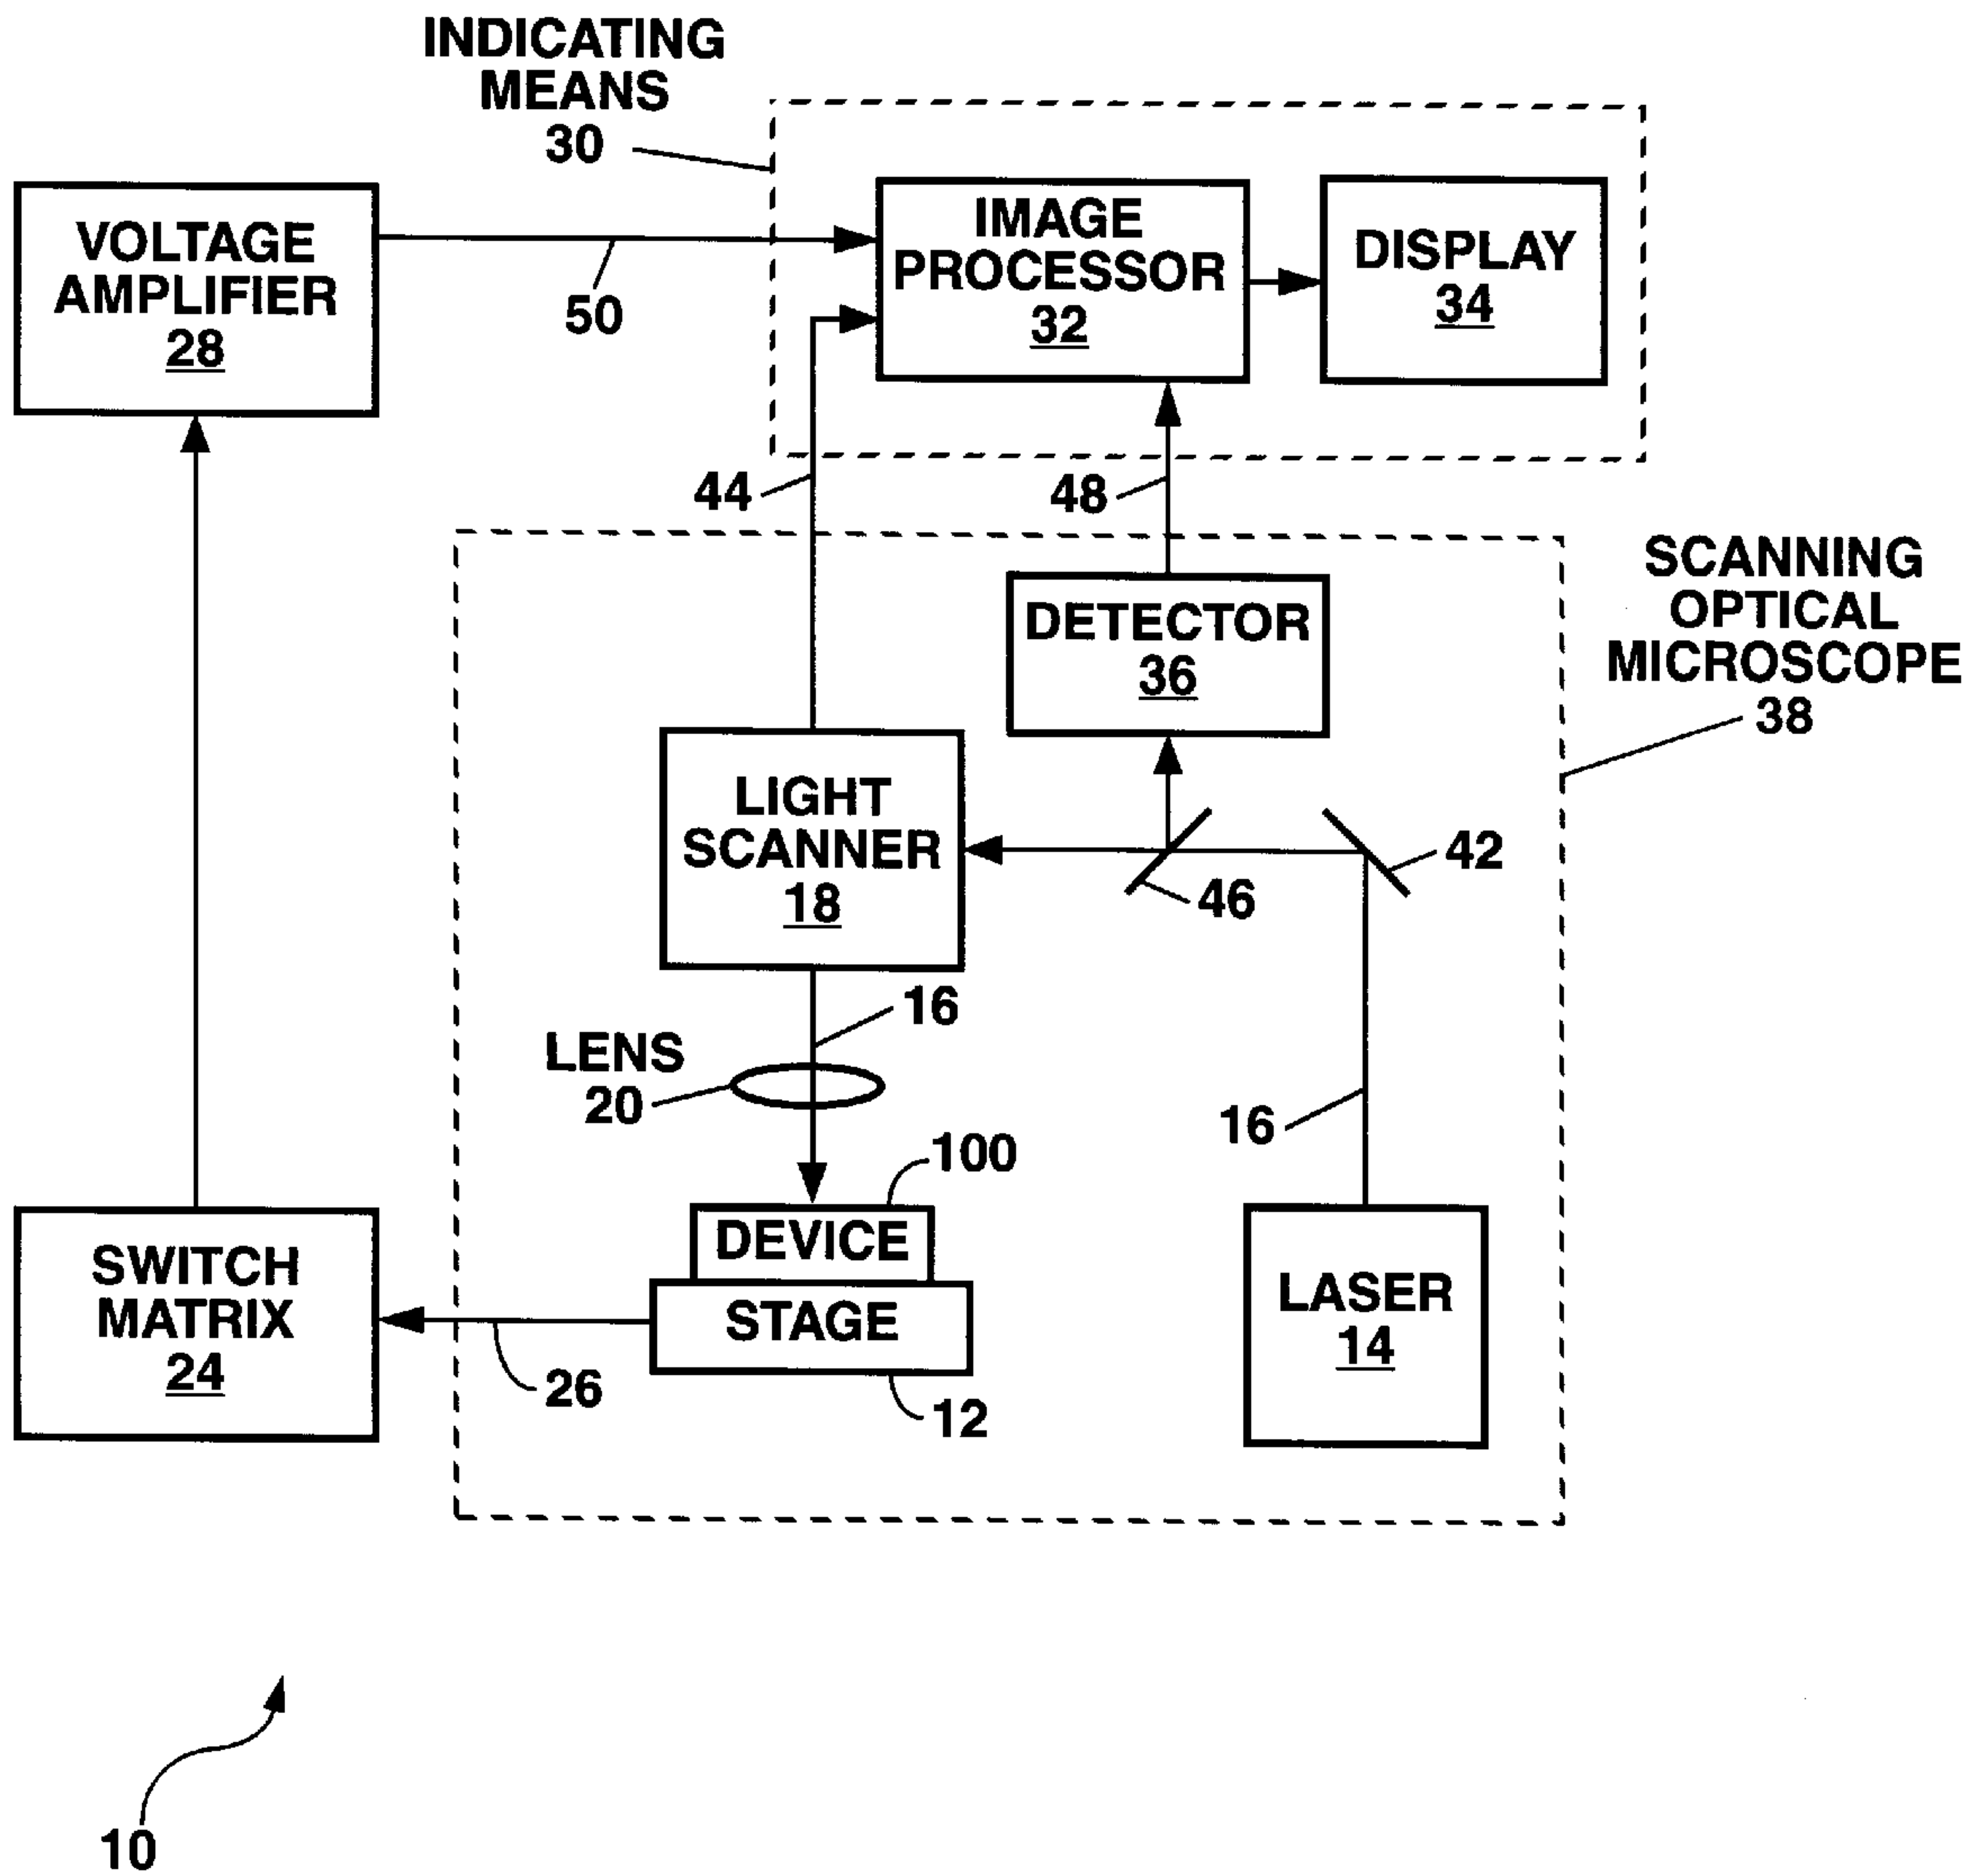 INDICATING
MEANS
30
VOLTAGE
AMPLIFIER
28
50
IMAGE
PROCESSOR
32
DISPLAY
34
44
48
SCANNING
OPTICAL
MICROSCOPE
38
DETECTOR
36
LIGHT
SCANNER
18
46
42
16
LENS
20
16
100
DEVICE
STAGE
12
26
SWITCH
MATRIX
24
LASER
14
10